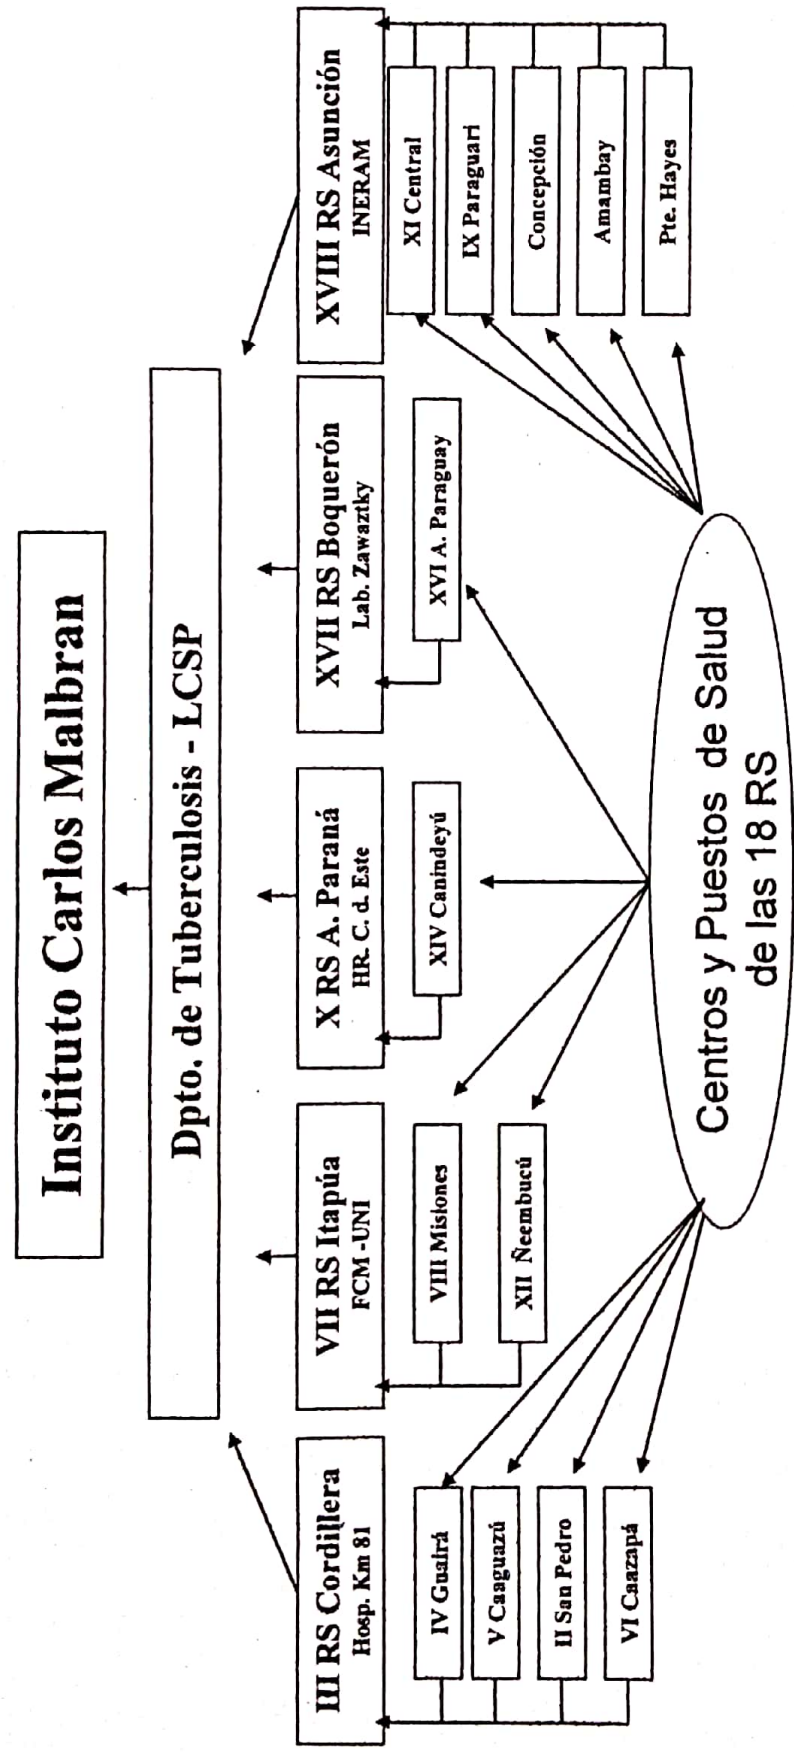 Instituto Carlos Malbran
Dpto. de Tuberculosis - LCSP
III RS Cordillera
Hosp. Km 81
VII RS Itapúa
FCM -UNI
X RS A. Paraná
HR. C. d. Este
XVII RS Boquerón
Lab. Zawaztky
XVIII RS Asunción
INERAM
IV Guairá
V Caaguazú
II San Pedro
VI Caazapá
VIII Misiones
XII Ñeembucú
XIV Canindeyú
XVI A. Paraguay
XI Central
IX Paraguari
Concepción
Amambay
Pte. Hayes
Centros y Puestos de Salud
de las 18 RS